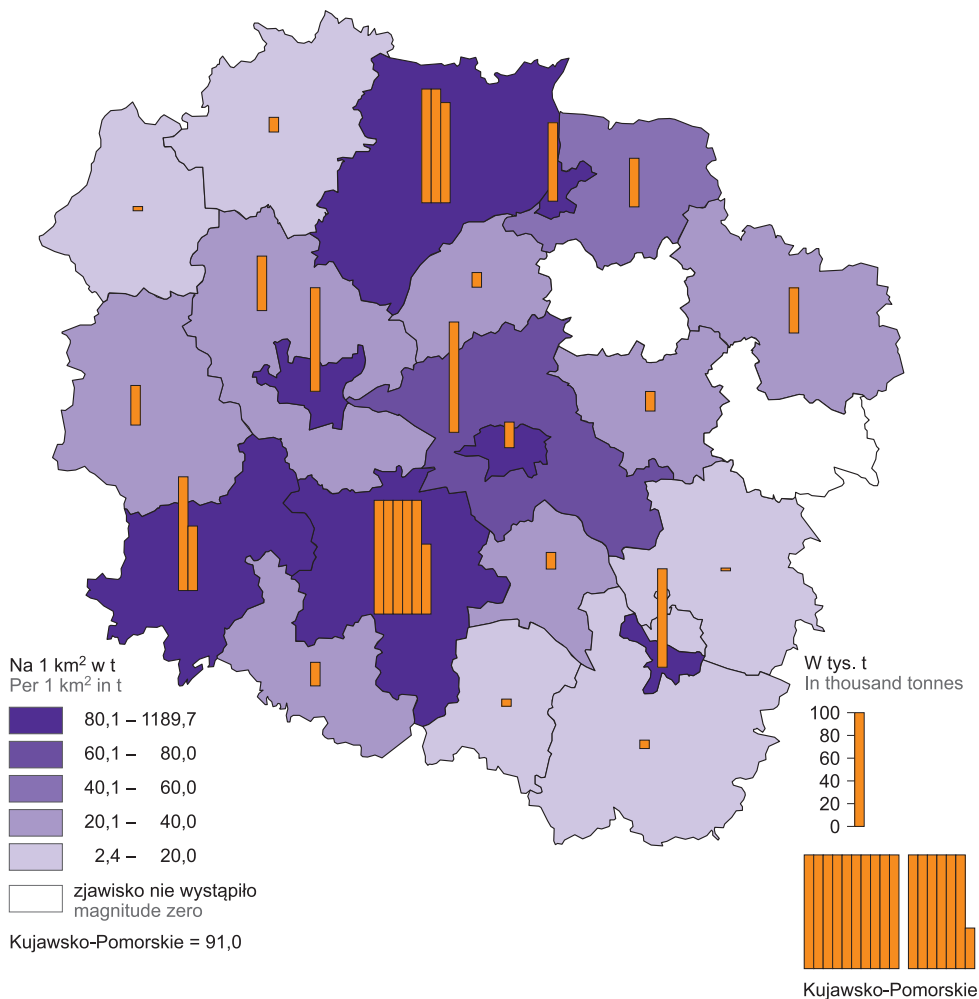 Na 1 km² w t
Per 1 km² in t
80,1 – 1189,7
60,1 – 80,0
40,1 – 60,0
20,1 – 40,0
2,4 – 20,0
zjawisko nie wystąpiło
magnitude zero
Kujawsko-Pomorskie = 91,0
W tys. t
In thousand tonnes
100
80
60
40
20
0
Kujawsko-Pomorskie